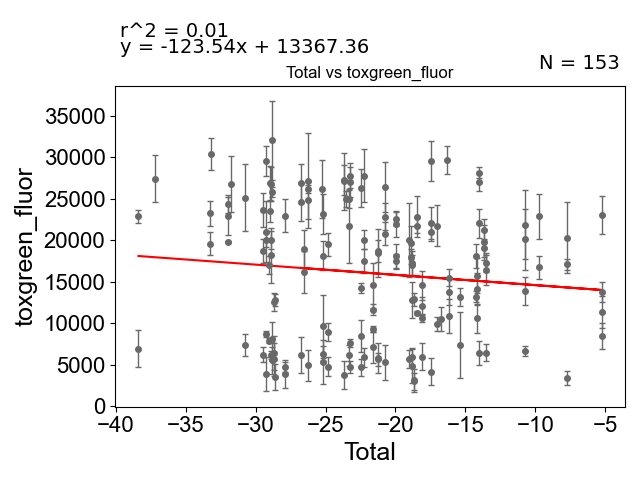 r^2 = 0.01
y = -123.54x + 13367.36
N = 153
Total vs toxgreen_fluor
35000
30000
25000
20000
15000
10000
5000
0
toxgreen_fluor
−40 −35 −30 −25 −20 −15 −10 −5
Total